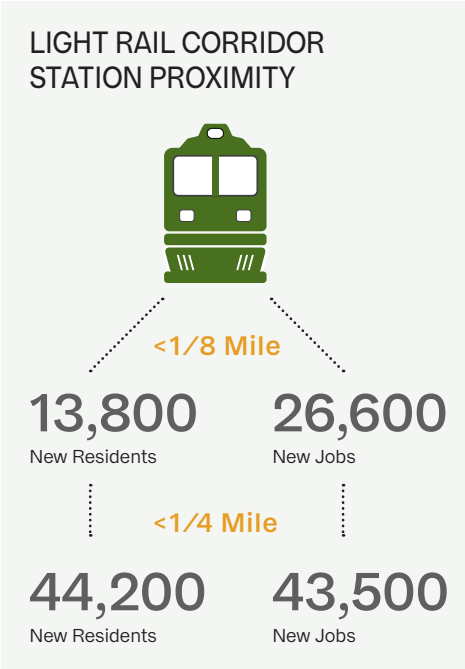 LIGHT RAIL CORRIDOR
STATION PROXIMITY
<1/8 Mile
13,800
26,600
New Residents
New Jobs
<1/4 Mile
44,200
43,500
New Residents
New Jobs